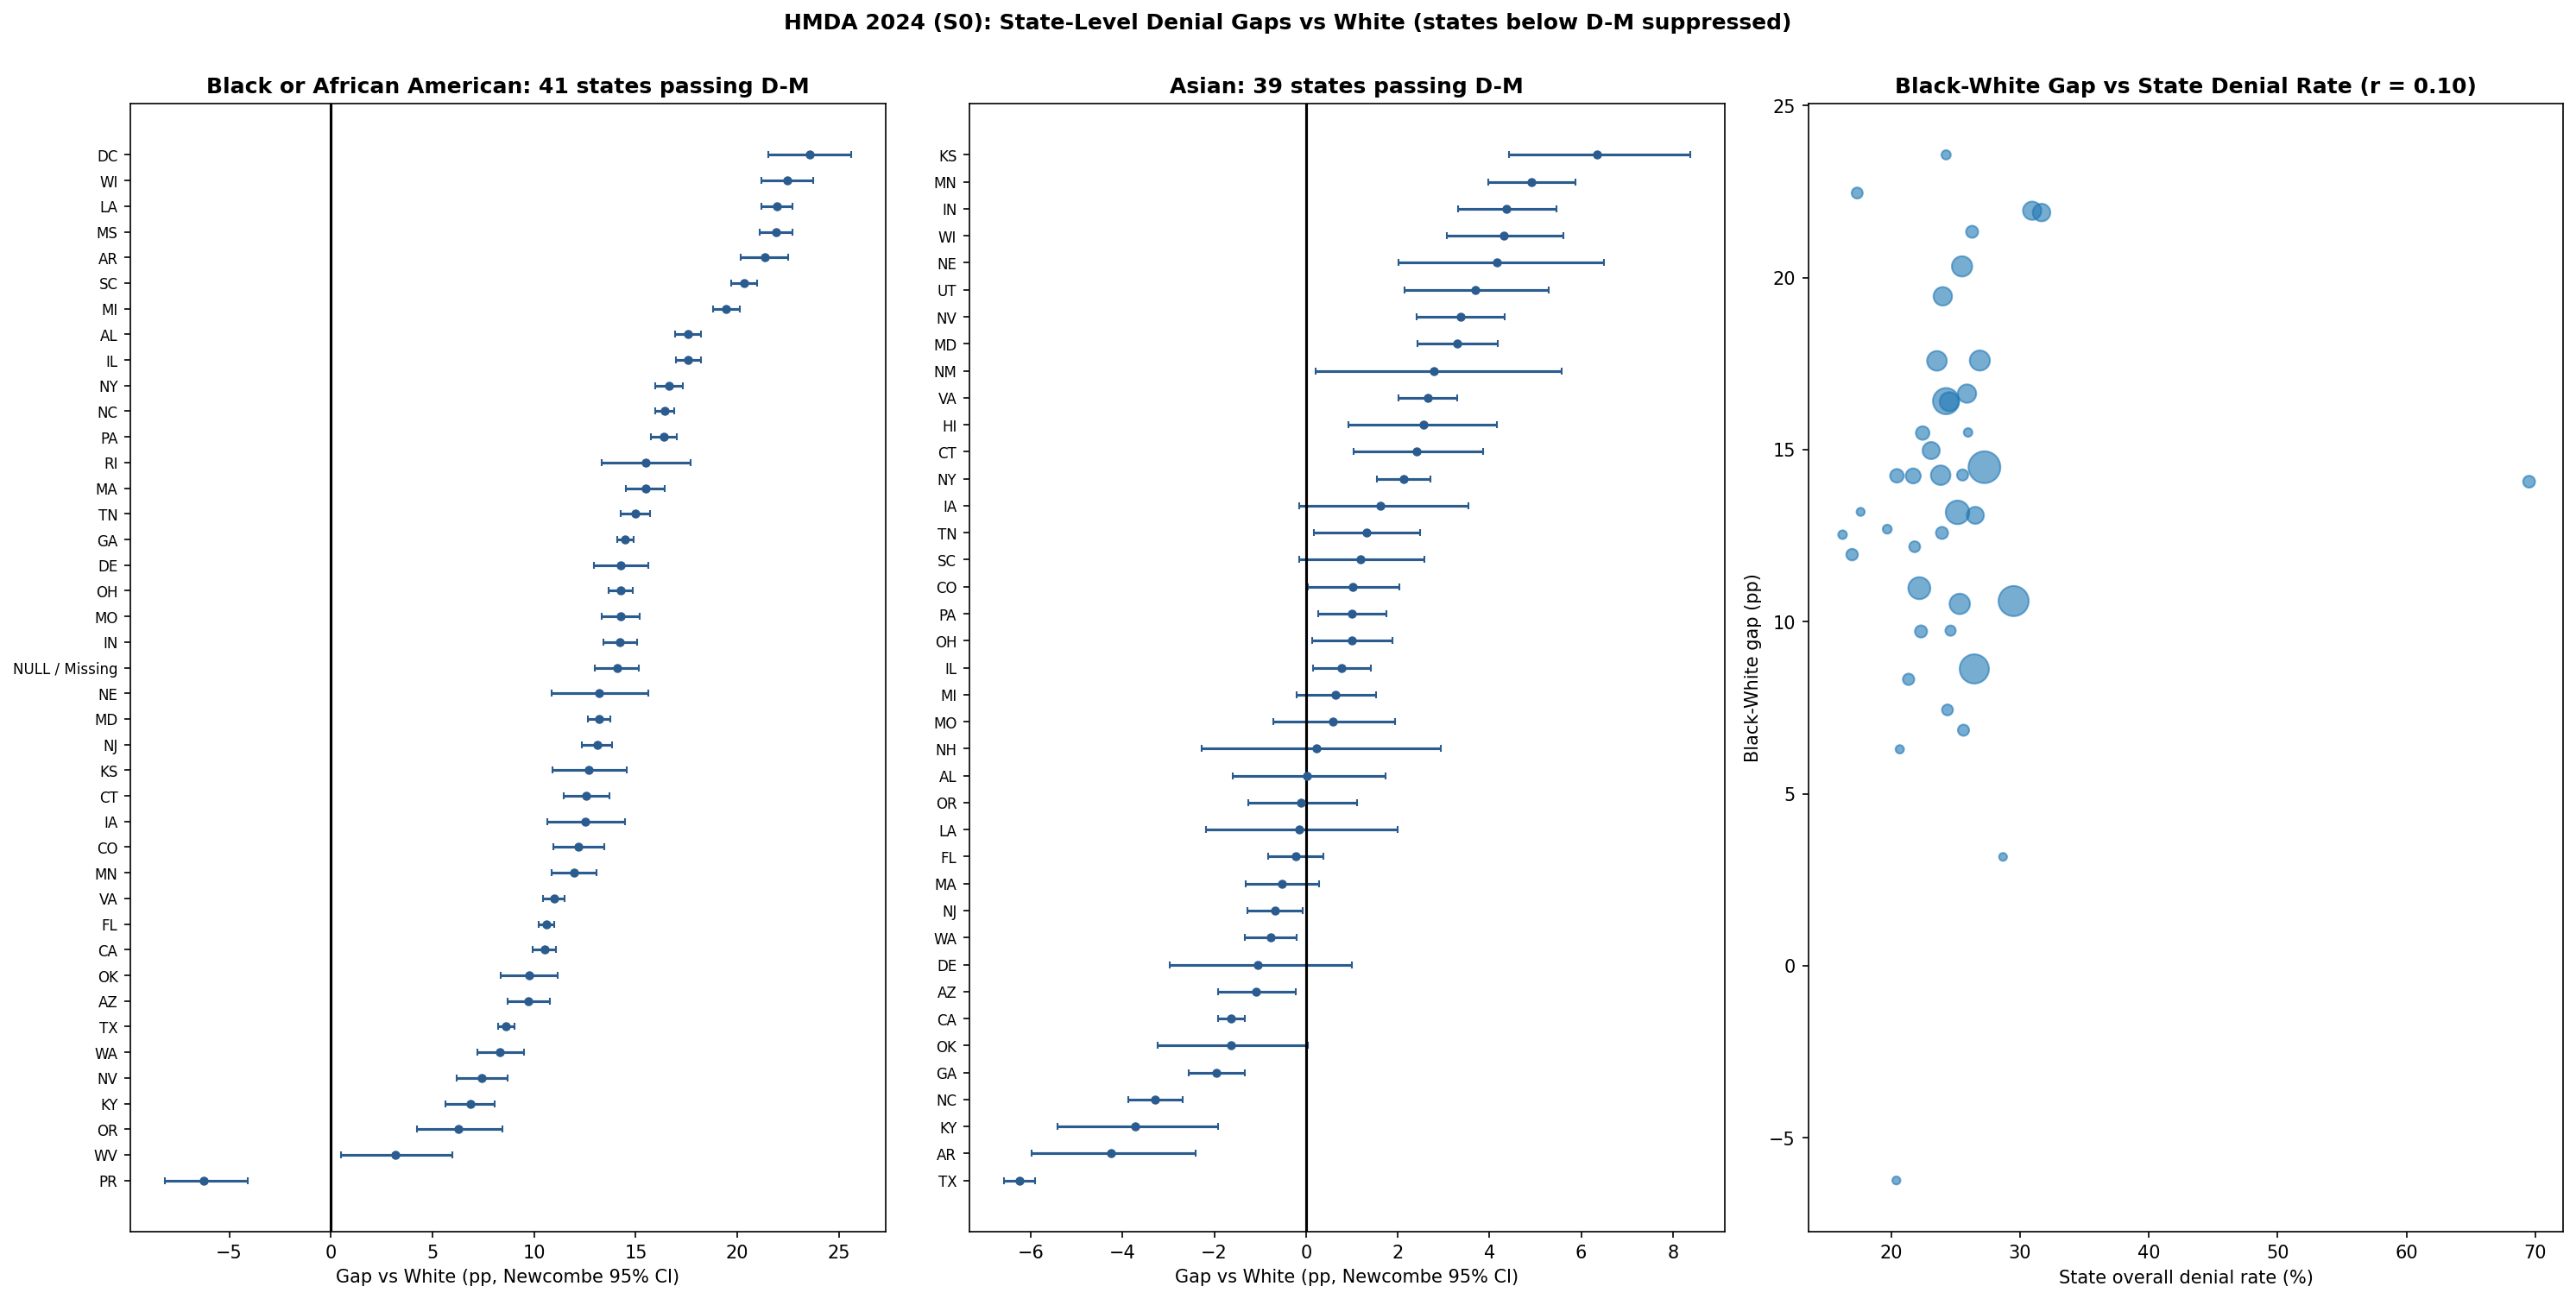 HMDA 2024 (S0): State-Level Denial Gaps vs White (states below D-M suppressed)
Black or African American: 41 states passing D-M
DC
WI
LA
MS
AR
SC
MI
AL
IL
NY
NC
PA
RI
MA
TN
GA
DE
OH
MO
IN
NULL / Missing
NE
MD
NJ
KS
CT
IA
CO
MN
VA
FL
CA
OK
AZ
TX
WA
NV
KY
OR
WV
PR
−5 0 5 10 15 20 25
Gap vs White (pp, Newcombe 95% CI)
Asian: 39 states passing D-M
KS
MN
IN
WI
NE
UT
NV
MD
NM
VA
HI
CT
NY
IA
TN
SC
CO
PA
OH
IL
MI
MO
NH
AL
OR
LA
FL
MA
NJ
WA
DE
AZ
CA
OK
GA
NC
KY
AR
TX
−6 −4 −2 0 2 4 6 8
Gap vs White (pp, Newcombe 95% CI)
Black-White Gap vs State Denial Rate (r = 0.10)
Black-White gap (pp)
25
20
15
10
5
0
−5
20 30 40 50 60 70
State overall denial rate (%)